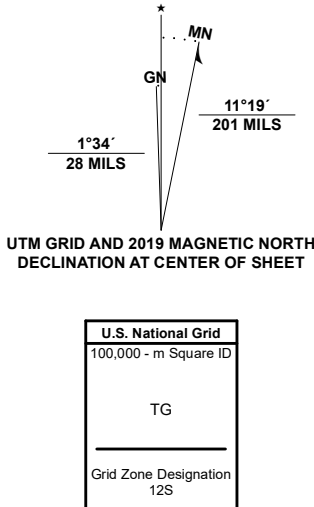 ★
MN
GN
11°19´
201 MILS
1°34´
28 MILS
UTM GRID AND 2019 MAGNETIC NORTH
DECLINATION AT CENTER OF SHEET
U.S. National Grid
100,000 - m Square ID
TG
Grid Zone Designation
12S